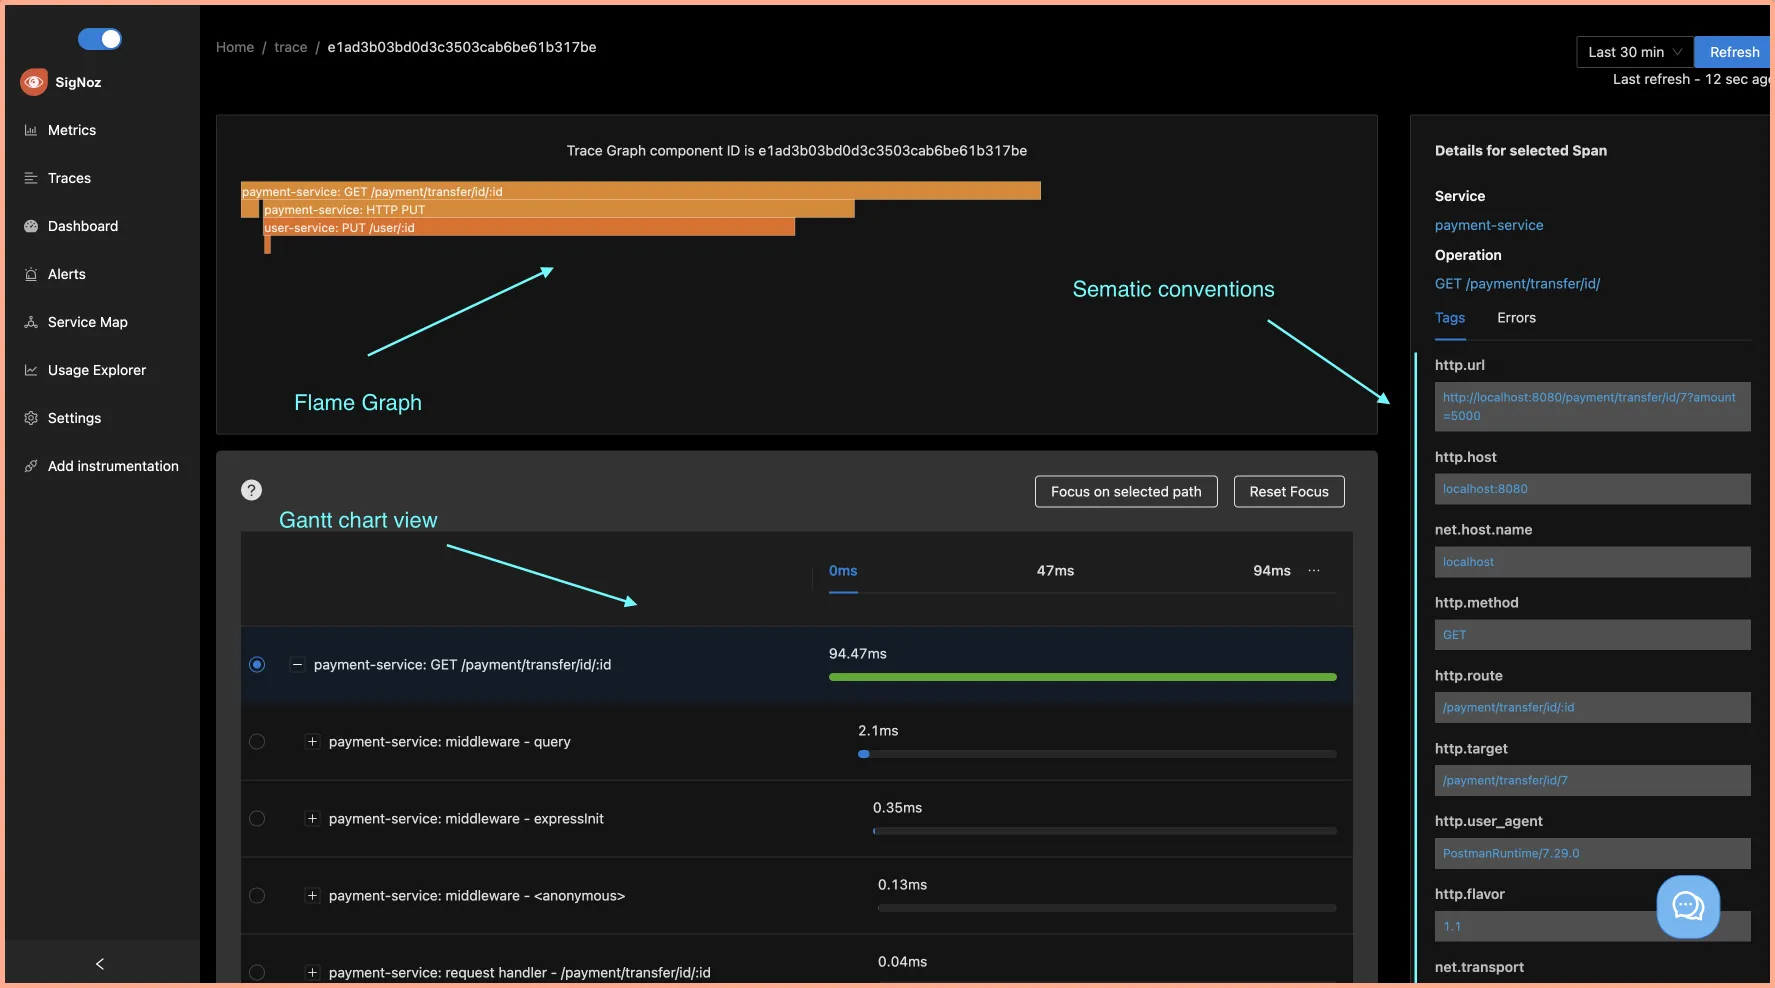 SigNoz
Metrics
Traces
Dashboard
Alerts
Service Map
Usage Explorer
Settings
Add instrumentation
Home / trace / e1ad3b03bd0d3c3503cab6be61b317be
Last 30 min
Refresh
Last refresh - 12 sec ago
Trace Graph component ID is e1ad3b03bd0d3c3503cab6be61b317be
payment-service: GET /payment/transfer/id/:id
payment-service: HTTP PUT
user-service: PUT /user/:id
Flame Graph
Sematic conventions
?
Focus on selected path
Reset Focus
Gantt chart view
0ms 47ms 94ms ...
payment-service: GET /payment/transfer/id/:id
94.47ms
payment-service: middleware - query
2.1ms
payment-service: middleware - expressInit
0.35ms
payment-service: middleware - <anonymous>
0.13ms
payment-service: request handler - /payment/transfer/id/:id
0.04ms
Details for selected Span
Service
payment-service
Operation
GET /payment/transfer/id/
Tags Errors
http.url
http://localhost:8080/payment/transfer/id/7?amount
=5000
http.host
localhost:8080
net.host.name
localhost
http.method
GET
http.route
/payment/transfer/id/:id
http.target
/payment/transfer/id/7
http.user_agent
PostmanRuntime/7.29.0
http.flavor
1.1
net.transport